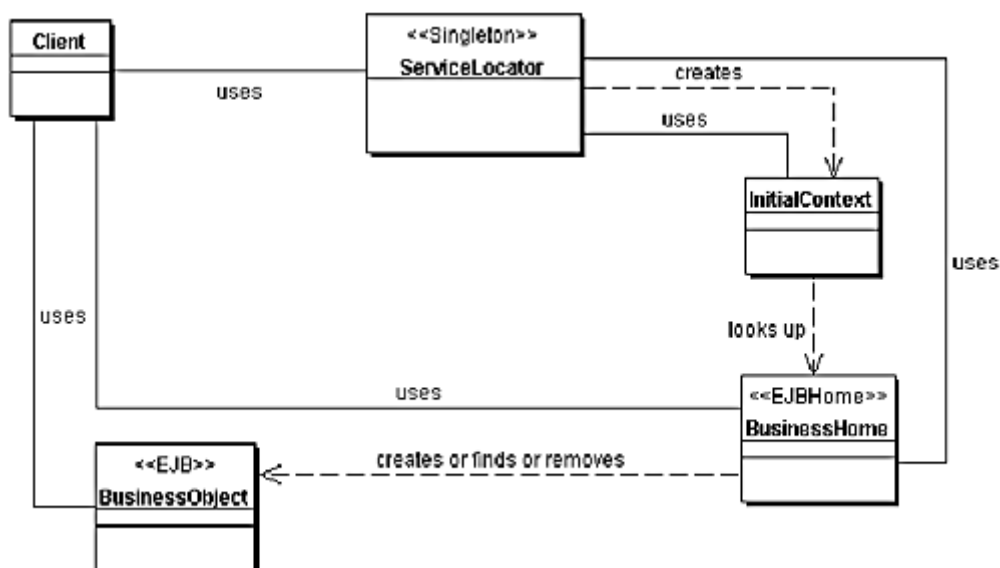 Client
<<Singleton>>
ServiceLocator
uses
creates
uses
InitialContext
uses
uses
looks up
uses
<<EJBHome>>
BusinessHome
<<EJB>>
BusinessObject
creates or finds or removes